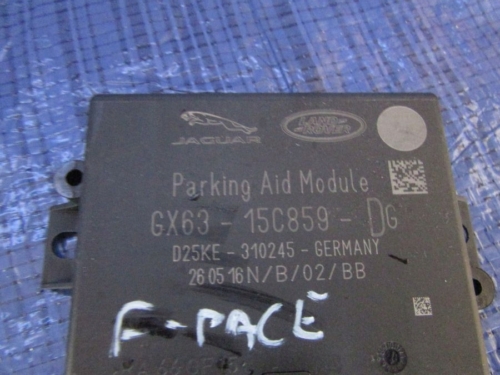 JAGUAR LAND ROVER
Parking Aid Module
GX63 - 15C859 - DG
D25KE - 310245 - GERMANY
26 05 16 N/B/02/BB
F-PACE